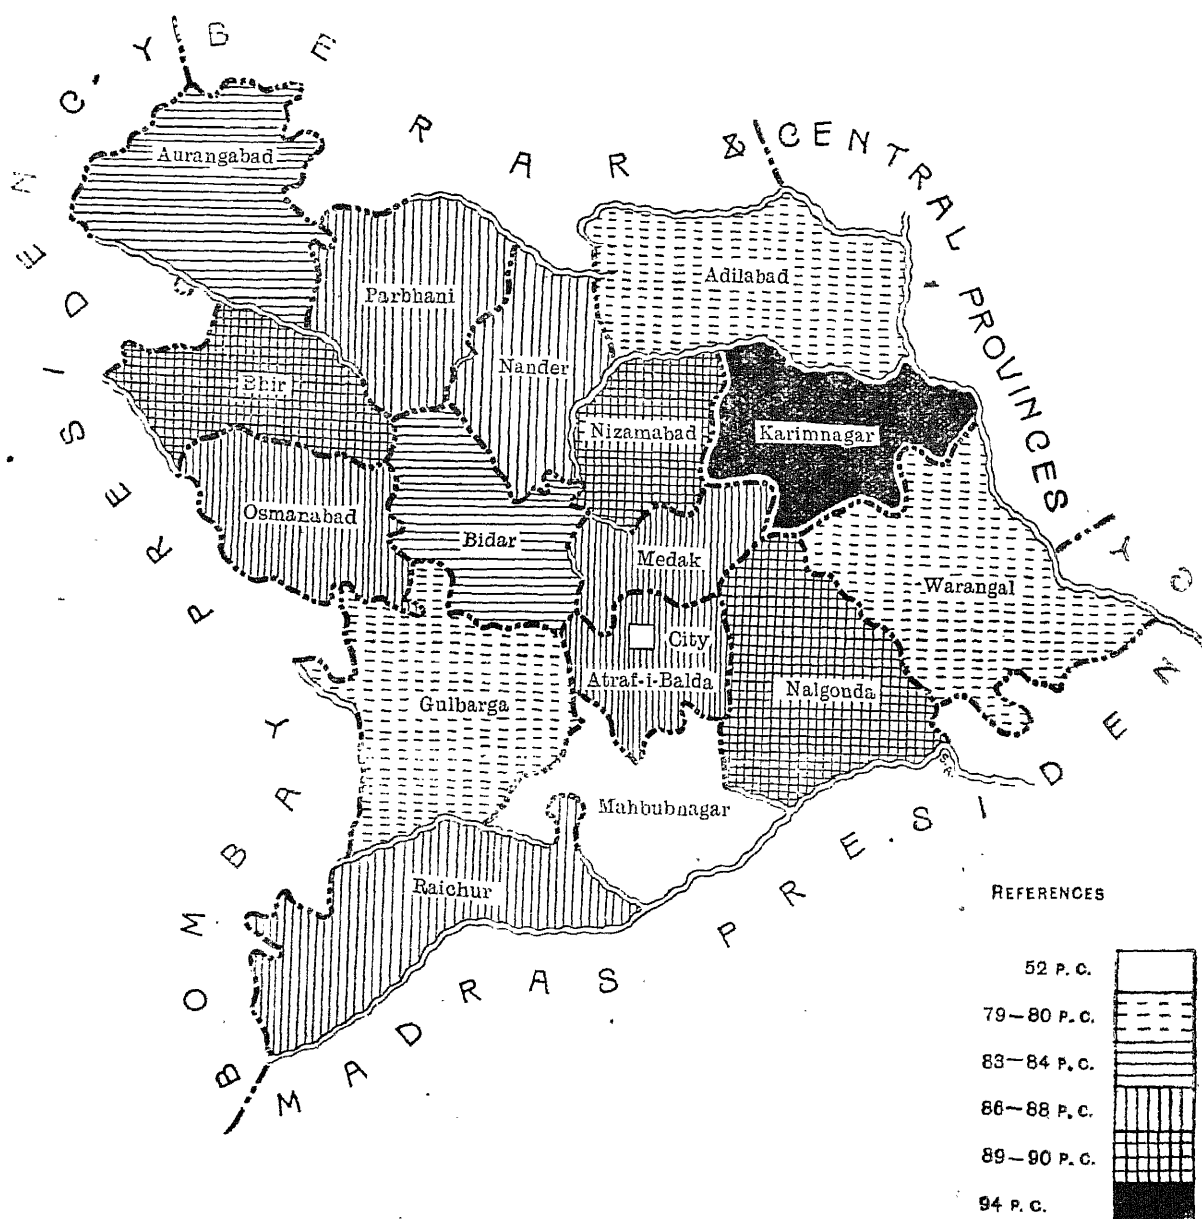 BERAR & CENTRAL PROVINCES
BOMBAY PRESIDENCY
MADRAS PRESIDENCY
Aurangabad
Parbhani
Adilabad
Nander
Bhir
Nizamabad
Karimnagar
Osmanabad
Bidar
Medak
Warangal
City
Atraf-i-Balda
Nalgonda
Gulbarga
Mahbubnagar
Raichur
REFERENCES
52 P.C.
79–80 P.C.
83–84 P.C.
86–88 P.C.
89–90 P.C.
94 P.C.